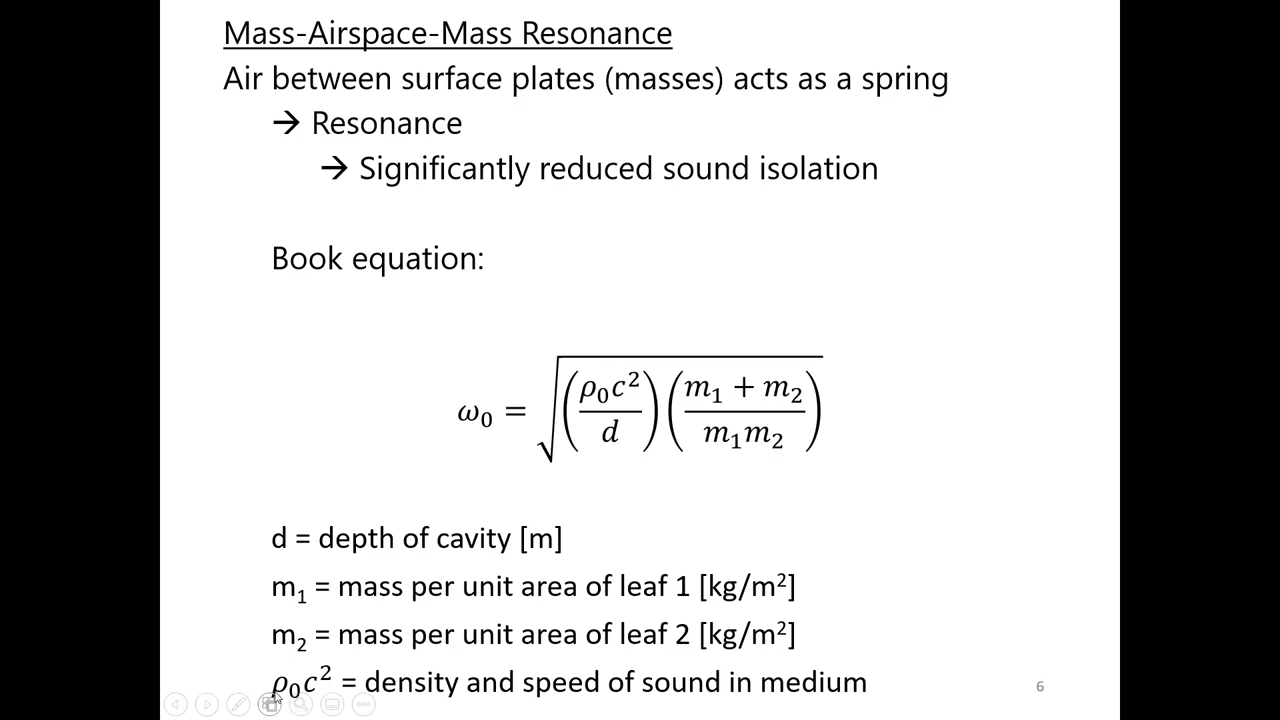 Mass-Airspace-Mass Resonance
Air between surface plates (masses) acts as a spring
→ Resonance
→ Significantly reduced sound isolation
Book equation:
𝜔₀ = √((𝜌₀𝑐²/𝑑)((𝑚₁ + 𝑚₂)/(𝑚₁𝑚₂)))
d = depth of cavity [m]
m₁ = mass per unit area of leaf 1 [kg/m²]
m₂ = mass per unit area of leaf 2 [kg/m²]
𝜌₀𝑐² = density and speed of sound in medium
6